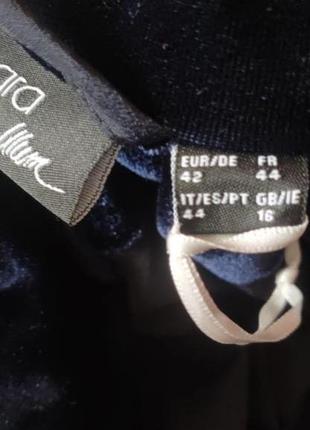 EUR/DE FR
42 44
IT/ES/PT GB/IE
44 16